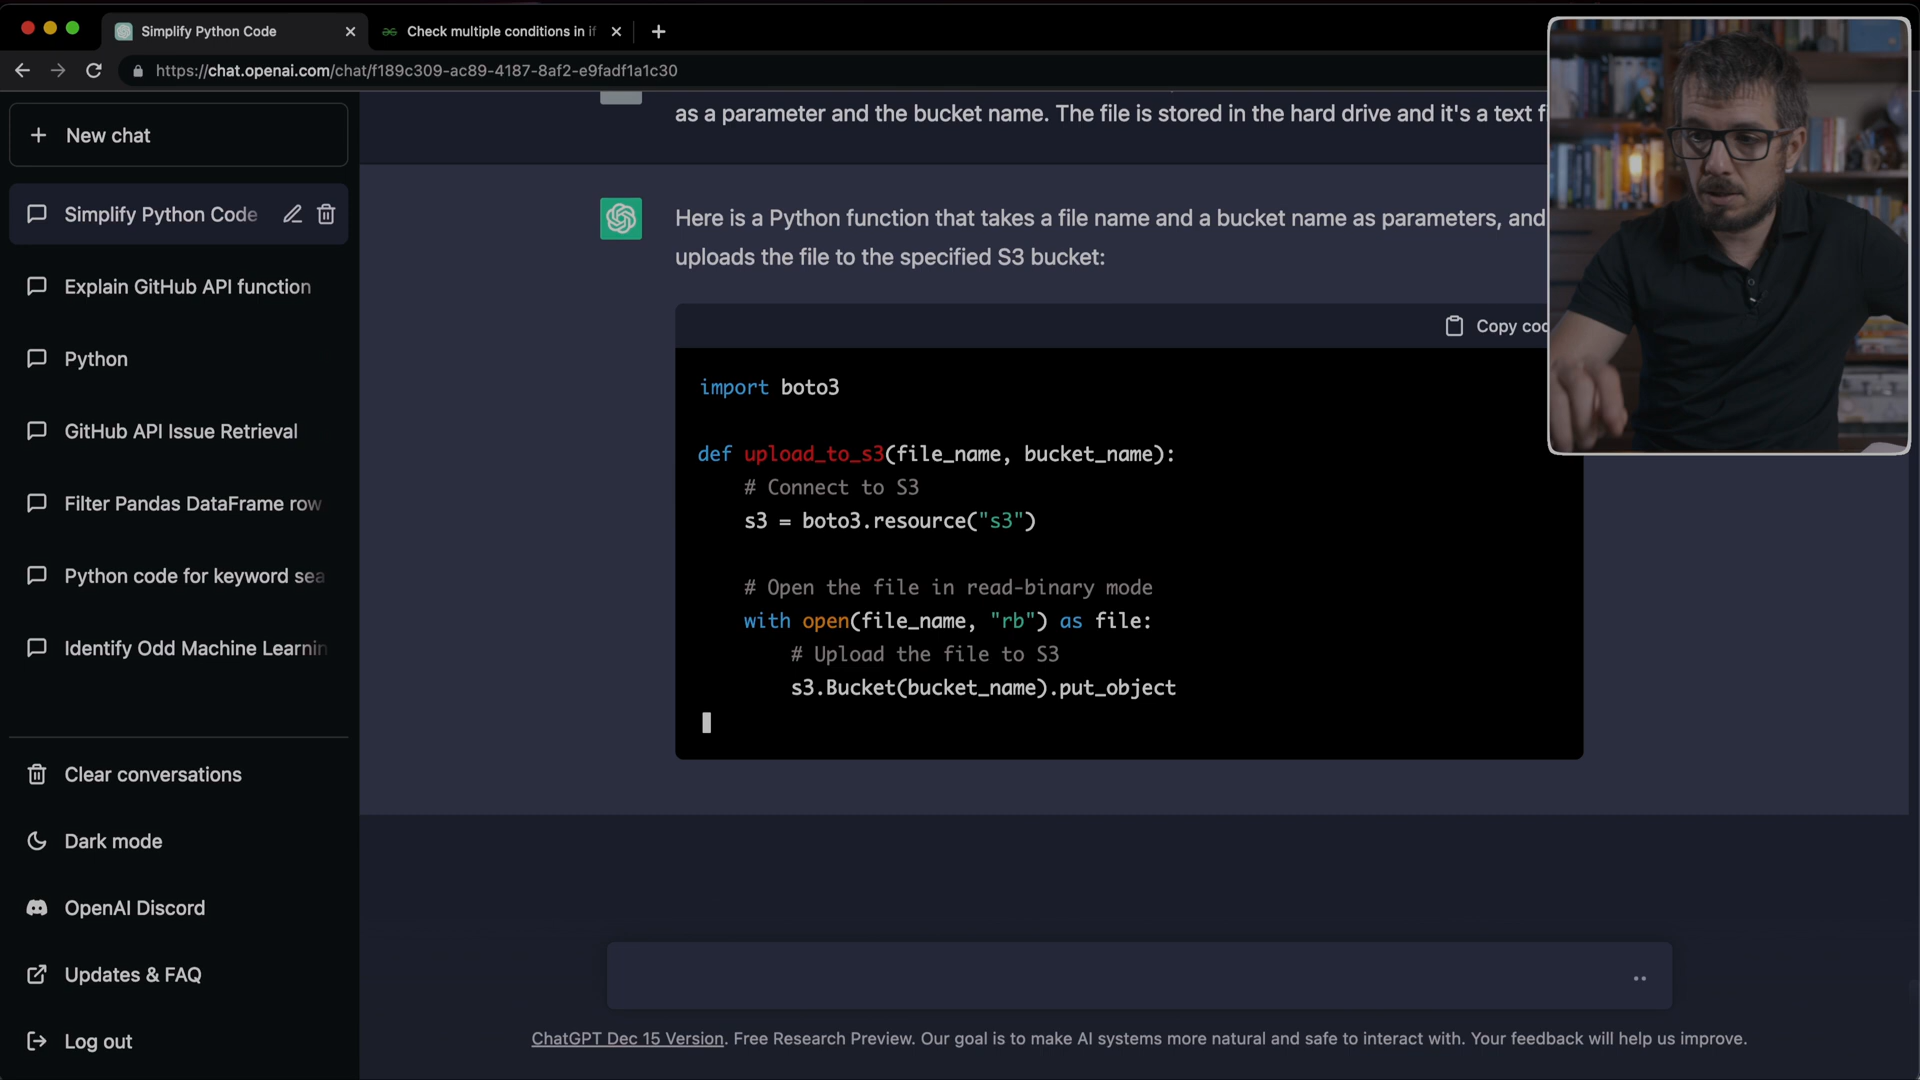 Simplify Python Code
Check multiple conditions in if
https://chat.openai.com/chat/f189c309-ac89-4187-8af2-e9fadf1a1c30
New chat
Simplify Python Code
Explain GitHub API function
Python
GitHub API Issue Retrieval
Filter Pandas DataFrame row
Python code for keyword sea
Identify Odd Machine Learnin
Clear conversations
Dark mode
OpenAI Discord
Updates & FAQ
Log out
as a parameter and the bucket name. The file is stored in the hard drive and it's a text f
Here is a Python function that takes a file name and a bucket name as parameters, and
uploads the file to the specified S3 bucket:
Copy cod
import boto3
def upload_to_s3(file_name, bucket_name):
# Connect to S3
s3 = boto3.resource("s3")
# Open the file in read-binary mode
with open(file_name, "rb") as file:
# Upload the file to S3
s3.Bucket(bucket_name).put_object
ChatGPT Dec 15 Version. Free Research Preview. Our goal is to make AI systems more natural and safe to interact with. Your feedback will help us improve.